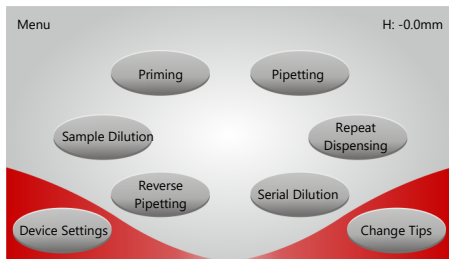 Menu
H: -0.0mm
Priming
Pipetting
Sample Dilution
Repeat
Dispensing
Reverse
Pipetting
Serial Dilution
Device Settings
Change Tips